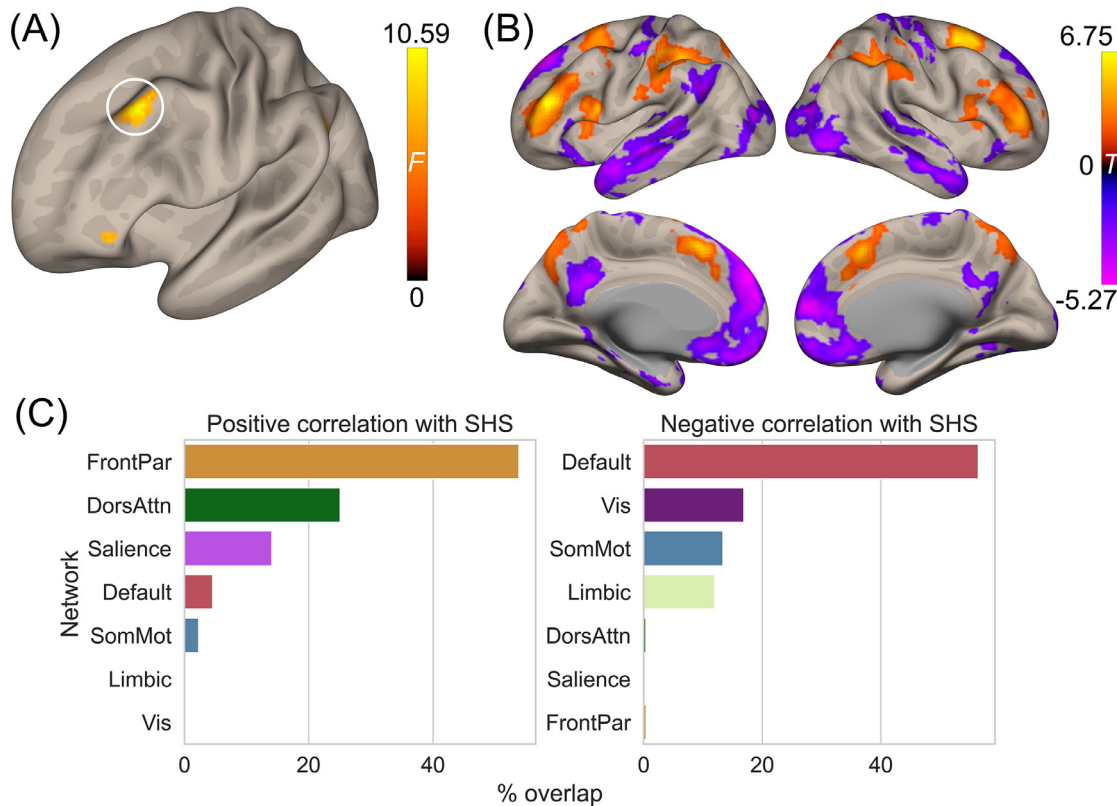 (A)
10.59
F
0
(B)
6.75
0
T
-5.27
(C)
Positive correlation with SHS
Network
FrontPar
DorsAttn
Salience
Default
SomMot
Limbic
Vis
0 20 40
Negative correlation with SHS
Default
Vis
SomMot
Limbic
DorsAttn
Salience
FrontPar
0 20 40
% overlap